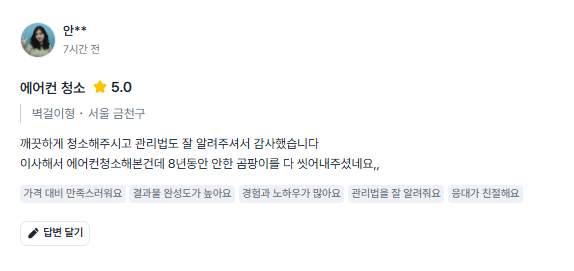 안**
7시간 전
에어컨 청소 5.0
벽걸이형 · 서울 금천구
깨끗하게 청소해주시고 관리법도 잘 알려주셔서 감사했습니다
이사해서 에어컨청소해본건데 8년동안 안한 곰팡이를 다 씻어내주셨네요,,
가격 대비 만족스러워요 결과물 완성도가 높아요 경험과 노하우가 많아요 관리법을 잘 알려줘요 응대가 친절해요
답변 달기